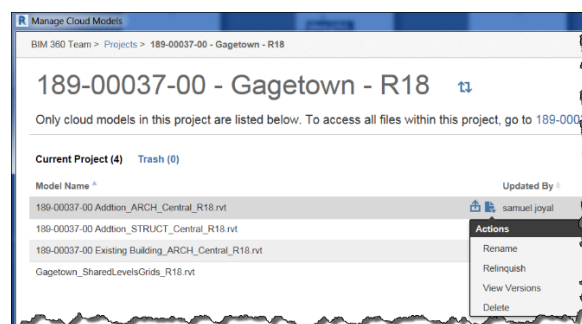 R Manage Cloud Models
BIM 360 Team > Projects > 189-00037-00 - Gagetown - R18
189-00037-00 - Gagetown - R18
Only cloud models in this project are listed below. To access all files within this project, go to 189-000
Current Project (4) Trash (0)
Model Name Updated By
189-00037-00 Addtion_ARCH_Central_R18.rvt samuel joyal
189-00037-00 Addtion_STRUCT_Central_R18.rvt
189-00037-00 Existing Building_ARCH_Central_R18.rvt
Gagetown_SharedLevelsGrids_R18.rvt
Actions
Rename
Relinquish
View Versions
Delete